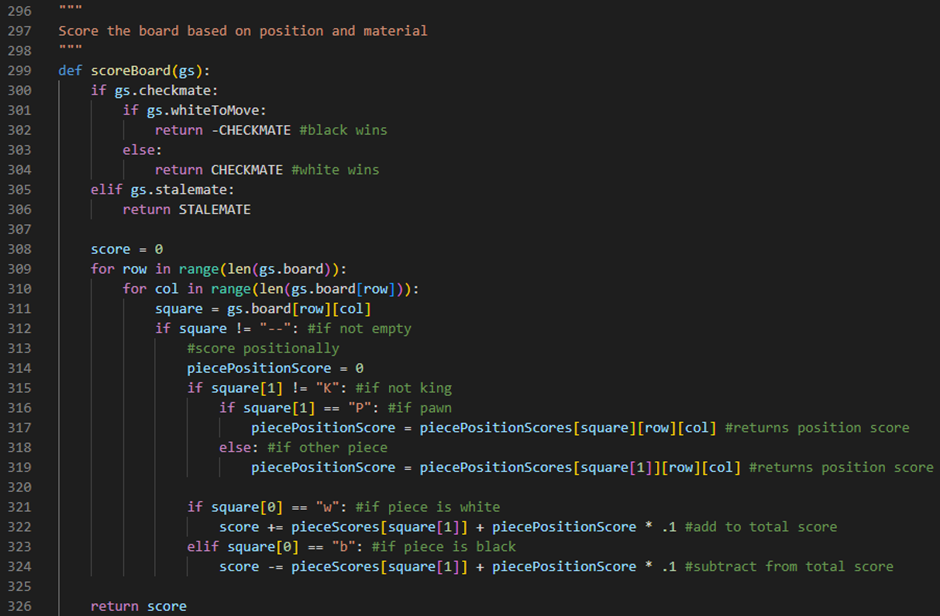 296 """
297 Score the board based on position and material
298 """
299 def scoreBoard(gs):
300     if gs.checkmate:
301         if gs.whiteToMove:
302             return -CHECKMATE #black wins
303         else:
304             return CHECKMATE #white wins
305     elif gs.stalemate:
306         return STALEMATE
307
308     score = 0
309     for row in range(len(gs.board)):
310         for col in range(len(gs.board[row])):
311             square = gs.board[row][col]
312             if square != "--": #if not empty
313                 #score positionally
314                 piecePositionScore = 0
315                 if square[1] != "K": #if not king
316                     if square[1] == "P": #if pawn
317                         piecePositionScore = piecePositionScores[square][row][col] #returns position score
318                     else: #if other piece
319                         piecePositionScore = piecePositionScores[square[1]][row][col] #returns position score
320
321                 if square[0] == "w": #if piece is white
322                     score += pieceScores[square[1]] + piecePositionScore * .1 #add to total score
323                 elif square[0] == "b": #if piece is black
324                     score -= pieceScores[square[1]] + piecePositionScore * .1 #subtract from total score
325
326     return score